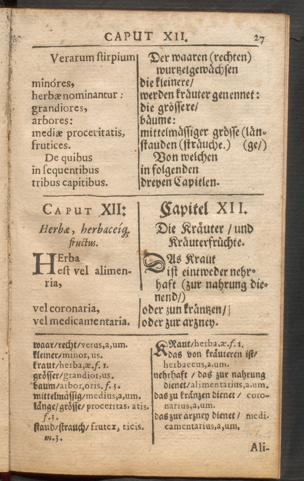 CAPUT XII.
27
Verarum stirpium
minóres,
herbæ nominantur:
grandiores,
arbores:
mediæ proceritatis,
frutices.
De quibus
in sequentibus
tribus capitibus.
Der waaren (rechten)
wurtzelgewächsen
die kleinere/
werden kräuter genennet:
die grössere/
bäume:
mittelmässiger grösse (län-
stauden (sträuche.) (ge/)
Von welchen
in folgenden
dreyen Capitlen.
CAPUT XII:
Herbæ, herbaceiq́;
fructus.
HErba
est vel alimen-
ria,
vel coronaria,
vel medicamentaria.
Capitel XII.
Die Kräuter / und
Kräuterfrüchte.
DAs Kraut
ist eintweder nehr-
haft (zur nahrung die-
nend/)
oder zun kräntzen/
oder zur arzney.
waar/recht/verus,a,um.
kleiner/minor,us.
kraut/herba,æ.f.1.
grösser/grandior,us.
baum/arbor,oris.f.3.
mittelmässig/medius,a,um.
länge/grösse/proceritas.atis.
f.3.
staud/strauch/frutex, ticis.
m.3.
KRaut/herba.æ.f.1.
das von kräuteren ist/
herbaceus,a.um.
nehrhaft / das zur nahrung
dienet/alimentarius,a,um.
das zu kränzen dienet / coro-
narius,a,um.
das zur arzney dienet / medi-
camentarius,a,um.
Ali-